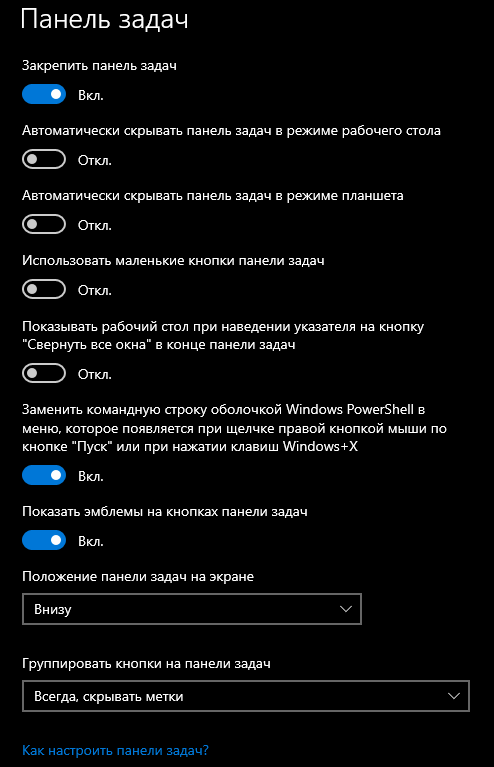 Панель задач
Закрепить панель задач
Вкл.
Автоматически скрывать панель задач в режиме рабочего стола
Откл.
Автоматически скрывать панель задач в режиме планшета
Откл.
Использовать маленькие кнопки панели задач
Откл.
Показывать рабочий стол при наведении указателя на кнопку
"Свернуть все окна" в конце панели задач
Откл.
Заменить командную строку оболочкой Windows PowerShell в
меню, которое появляется при щелчке правой кнопкой мыши по
кнопке "Пуск" или при нажатии клавиш Windows+X
Вкл.
Показать эмблемы на кнопках панели задач
Вкл.
Положение панели задач на экране
Внизу
Группировать кнопки на панели задач
Всегда, скрывать метки
Как настроить панели задач?